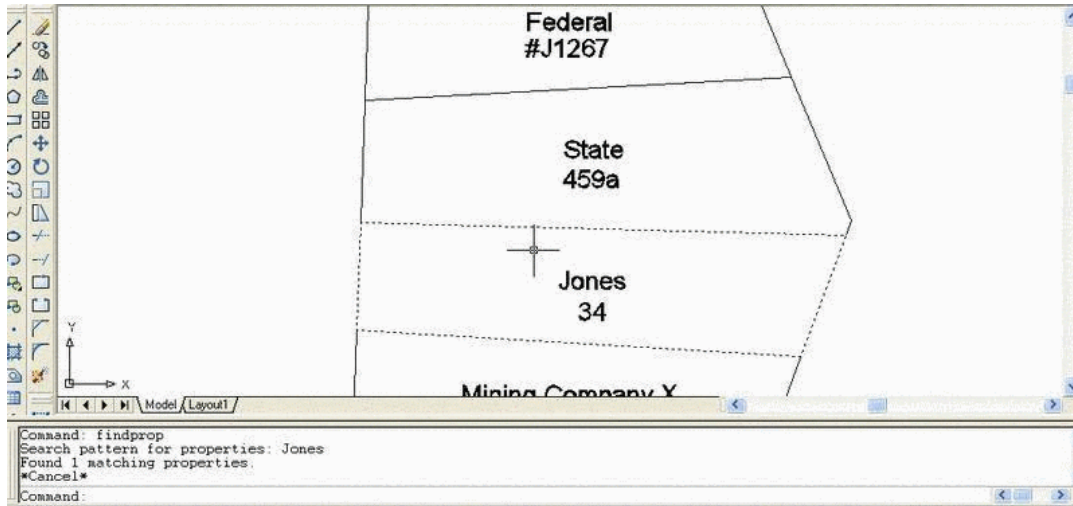 Federal
#J1267
State
459a
Jones
34
Mining Company X
Y
X
Model Layout1
Command: findprop
Search pattern for properties: Jones
Found 1 matching properties.
*Cancel*
Command: